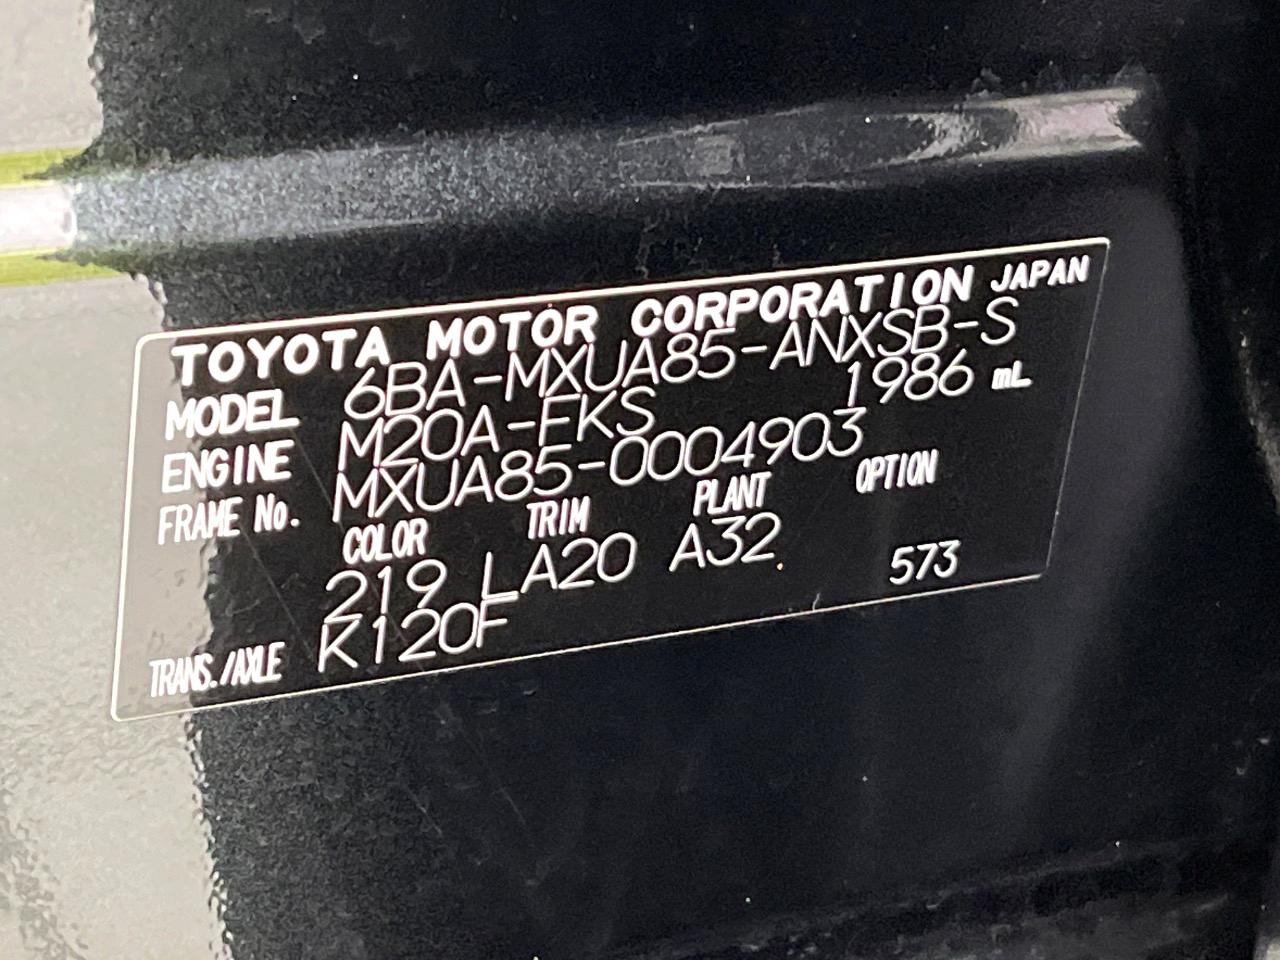 TOYOTA MOTOR CORPORATION JAPAN
MODEL 6BA-MXUA85-ANXSB-S
ENGINE M20A-FKS 1986 mL
FRAME No. MXUA85-0004903
COLOR TRIM PLANT OPTION
219 LA20 A32 573
TRANS./AXLE K120F